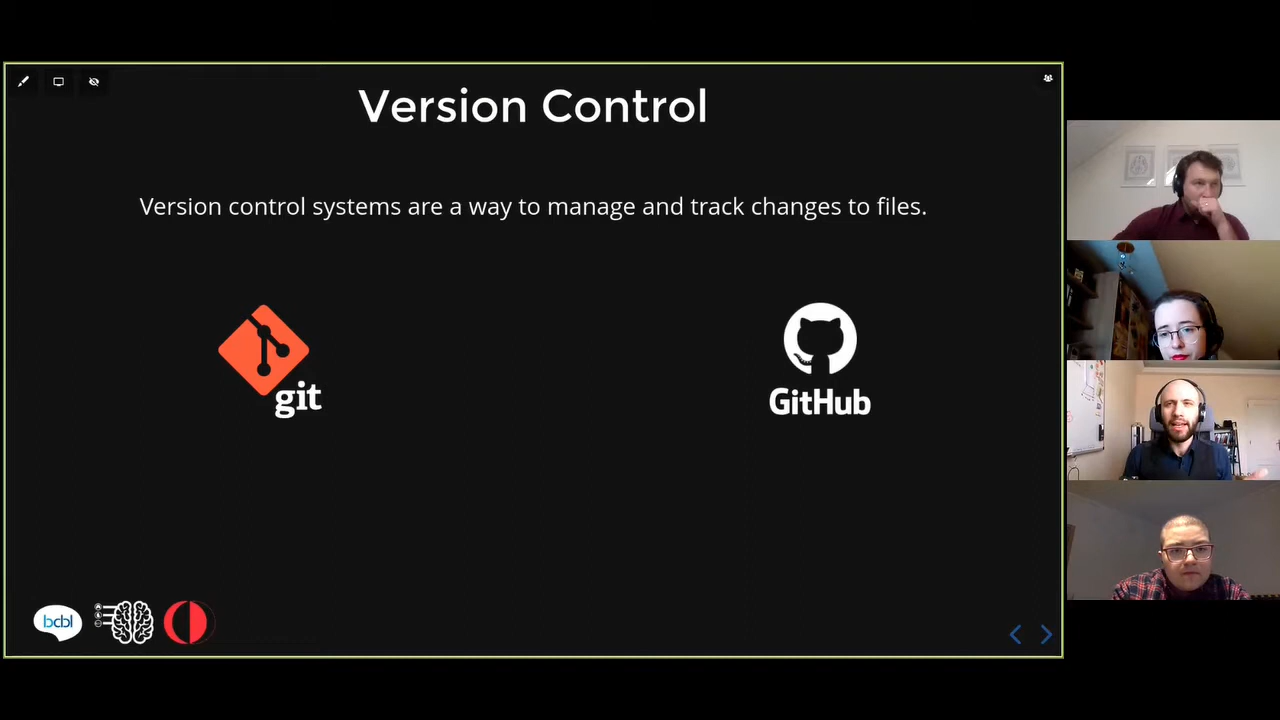 Version Control
Version control systems are a way to manage and track changes to files.
git
GitHub
bcbl